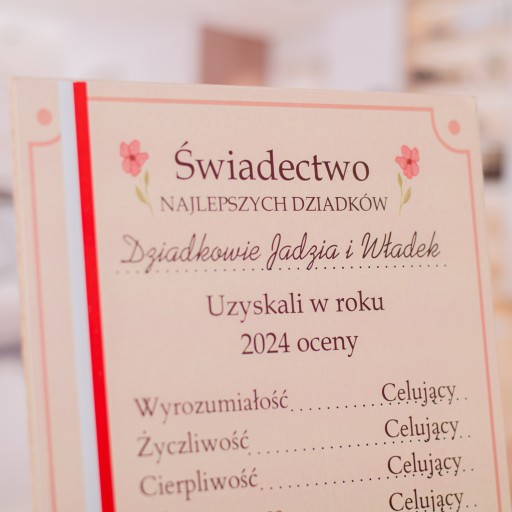 Świadectwo
NAJLEPSZYCH DZIADKÓW
Dziadkowie Jadzia i Władek
Uzyskali w roku
2024 oceny
Wyrozumiałość Celujący
Życzliwość Celujący
Cierpliwość Celujący
Celujący